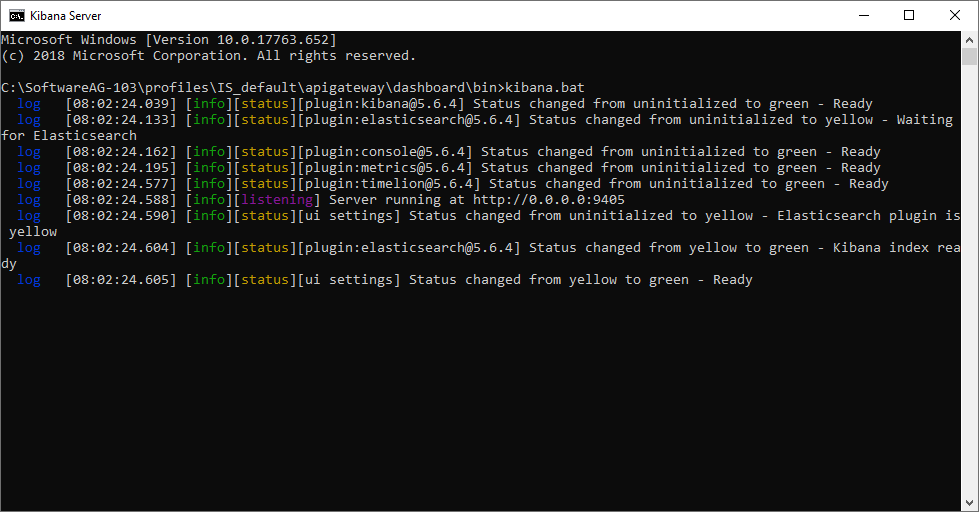 Kibana Server
Microsoft Windows [Version 10.0.17763.652]
(c) 2018 Microsoft Corporation. All rights reserved.
C:\SoftwareAG-103\profiles\IS_default\apigateway\dashboard\bin>kibana.bat
log [08:02:24.039] [info][status][plugin:kibana@5.6.4] Status changed from uninitialized to green - Ready
log [08:02:24.133] [info][status][plugin:elasticsearch@5.6.4] Status changed from uninitialized to yellow - Waiting
for Elasticsearch
log [08:02:24.162] [info][status][plugin:console@5.6.4] Status changed from uninitialized to green - Ready
log [08:02:24.195] [info][status][plugin:metrics@5.6.4] Status changed from uninitialized to green - Ready
log [08:02:24.577] [info][status][plugin:timelion@5.6.4] Status changed from uninitialized to green - Ready
log [08:02:24.588] [info][listening] Server running at http://0.0.0.0:9405
log [08:02:24.590] [info][status][ui settings] Status changed from uninitialized to yellow - Elasticsearch plugin is
yellow
log [08:02:24.604] [info][status][plugin:elasticsearch@5.6.4] Status changed from yellow to green - Kibana index rea
dy
log [08:02:24.605] [info][status][ui settings] Status changed from yellow to green - Ready